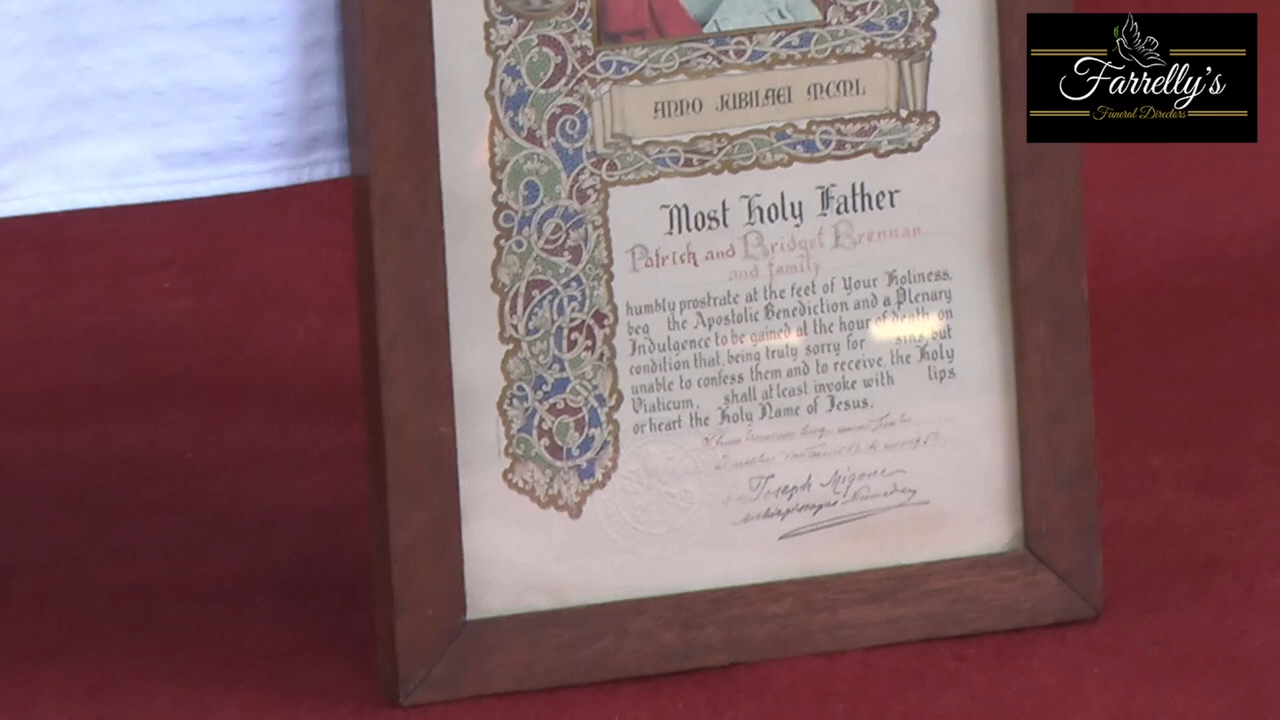 Farrelly's
Funeral Directors
ANNO JUBILAEI MCML
Most Holy Father
Patrick and Bridget Brennan
and family
humbly prostrate at the feet of Your Holiness,
beg the Apostolic Benediction and a Plenary
Indulgence to be gained at the hour of death on
condition that, being truly sorry for sins, but
unable to confess them and to receive, the Holy
Viaticum, shall at least invoke with lips
or heart the Holy Name of Jesus.
Joseph Migone